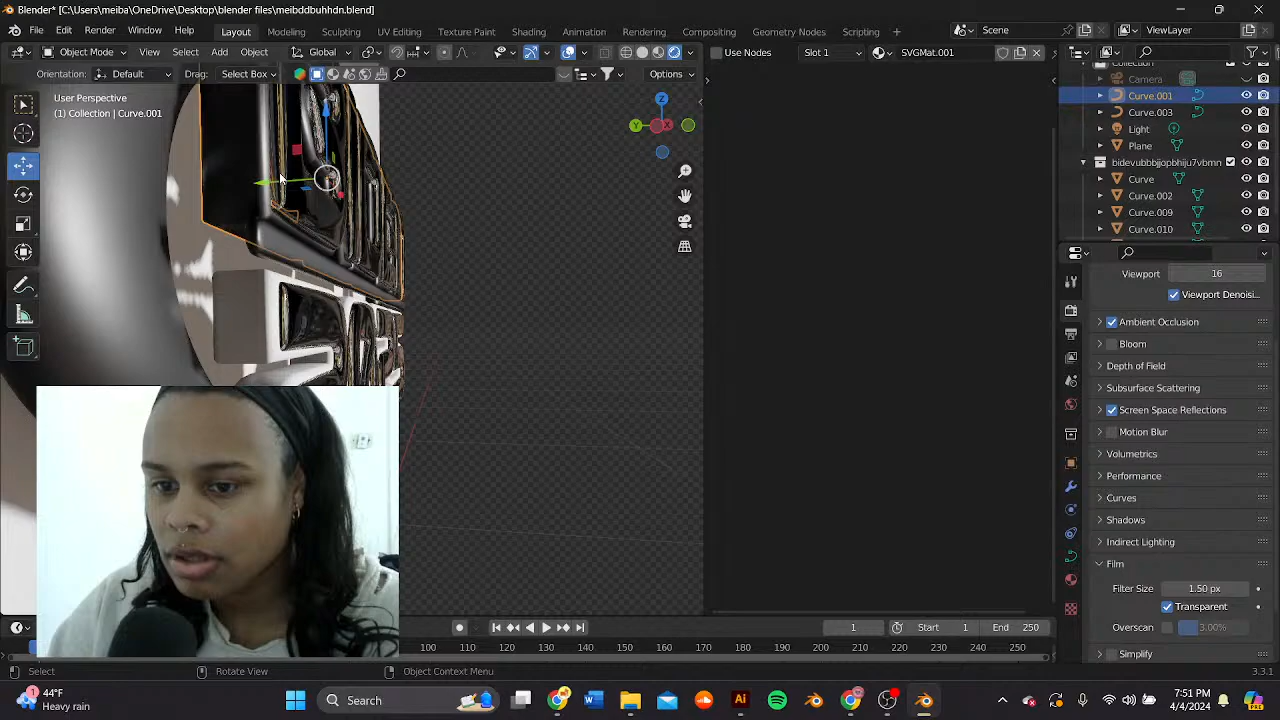 Blender* [C:\Users\meiba\OneDrive\Desktop\blender files\meibddbuhhdn.blend]
File Edit Render Window Help Layout Modeling Sculpting UV Editing Texture Paint Shading Animation Rendering Compositing Geometry Nodes Scripting + Scene ViewLayer
Object Mode View Select Add Object Global Use Nodes Slot 1 SVGMat.001
Orientation: Default Drag: Select Box Options
User Perspective
(1) Collection | Curve.001
Z
Y X
Camera
Curve.001
Curve.003
Light
Plane
bidevubbbjjopbhiju7vbmnn
Curve
Curve.002
Curve.009
Curve.010
Viewport 16
Viewport Denoisi...
Ambient Occlusion
Bloom
Depth of Field
Subsurface Scattering
Screen Space Reflections
Motion Blur
Volumetrics
Performance
Curves
Shadows
Indirect Lighting
Film
Filter Size 1.50 px
Transparent
Overscan 3.00%
Simplify
1 Start 1 End 250
100 110 120 130 140 150 160 170 180 190 200 210 220 230 240 250
Select Rotate View Object Context Menu 3.3.1
1 44°F
Heavy rain
Search
W Ai
7:51 PM
4/4/2024